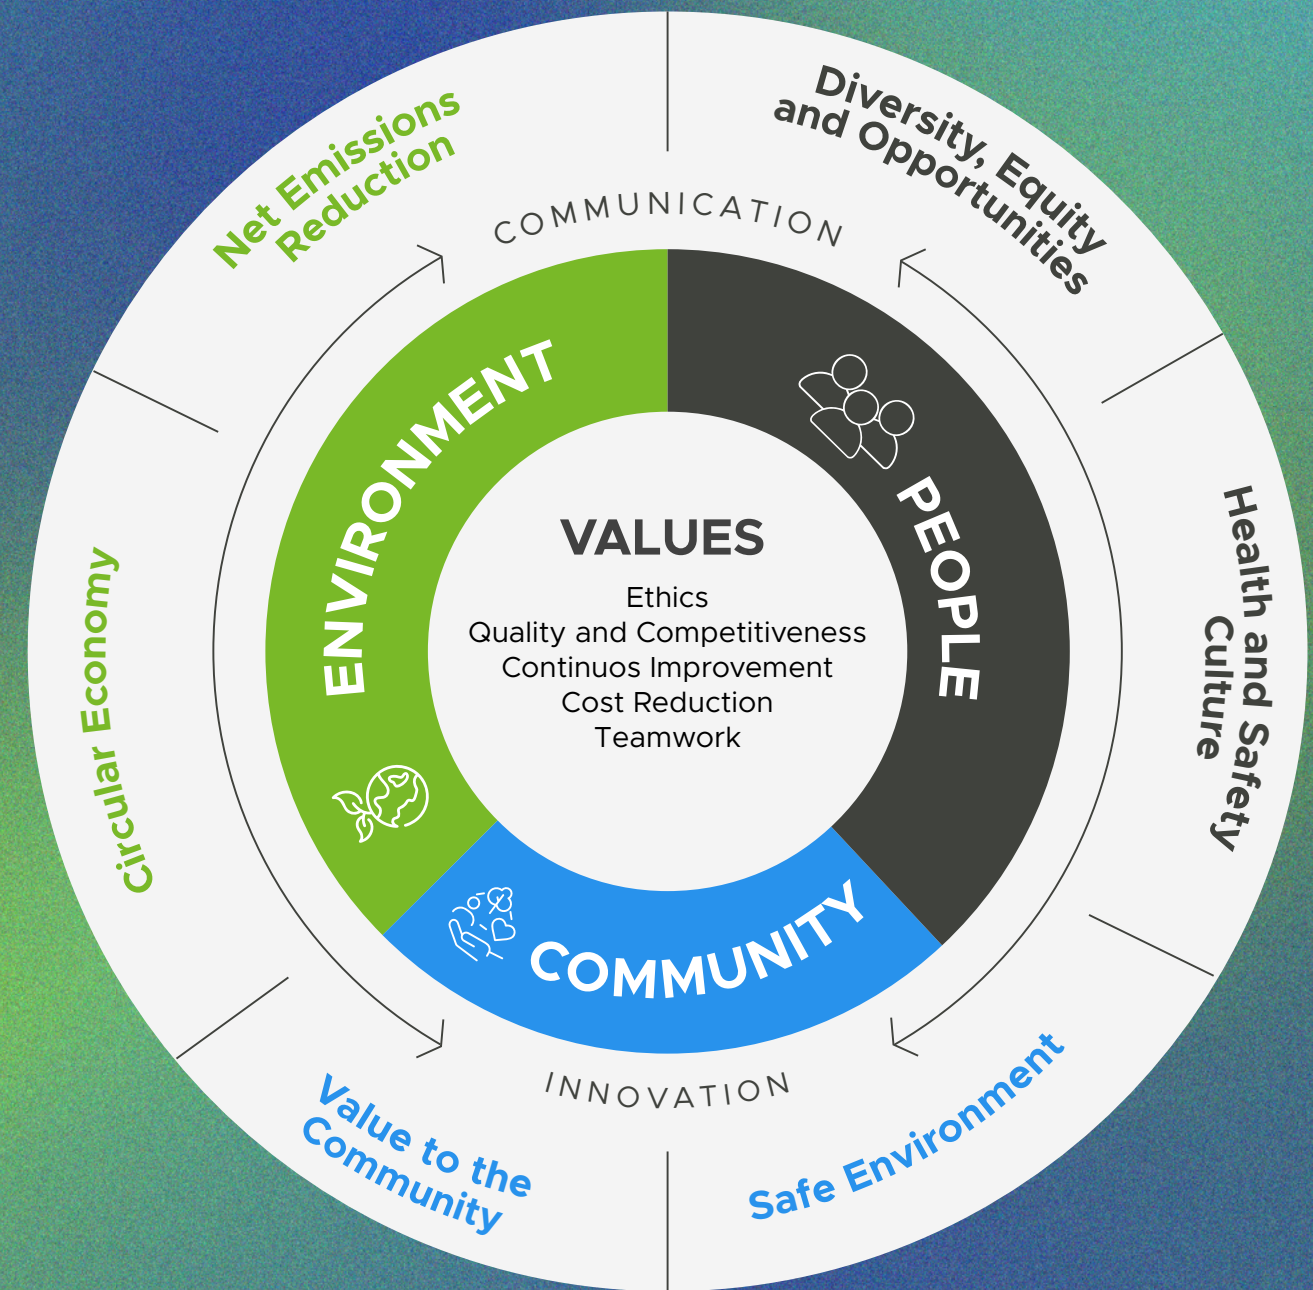 Net Emissions
Reduction
Diversity, Equity
and Opportunities
COMMUNICATION
ENVIRONMENT
PEOPLE
VALUES
Ethics
Quality and Competitiveness
Continuos Improvement
Cost Reduction
Teamwork
Circular Economy
Health and Safety
Culture
COMMUNITY
INNOVATION
Value to the
Community
Safe Environment